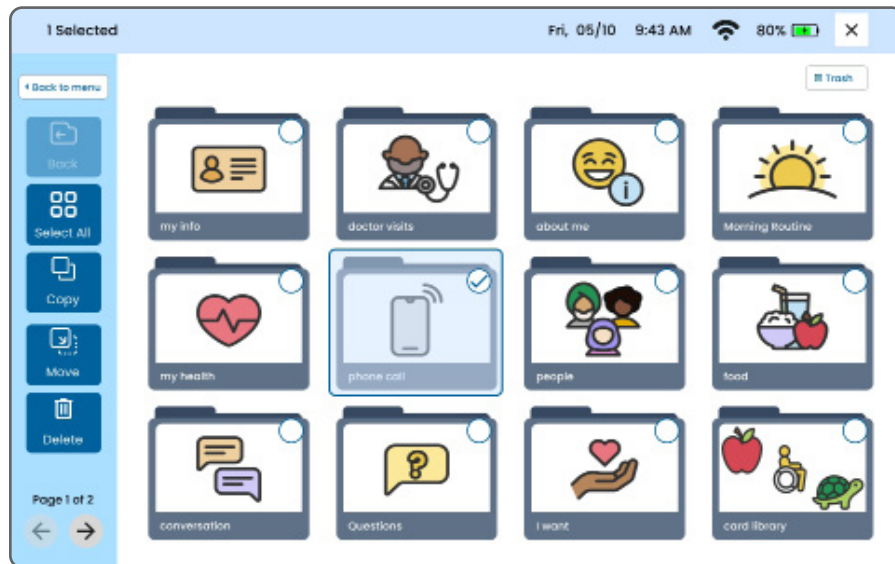 1 Selected
Fri, 05/10 9:43 AM 80%
Back to menu
Trash
Back
Select All
Copy
Move
Delete
Page 1 of 2
my info
doctor visits
about me
Morning Routine
my health
phone call
people
food
conversation
Questions
I want
card library